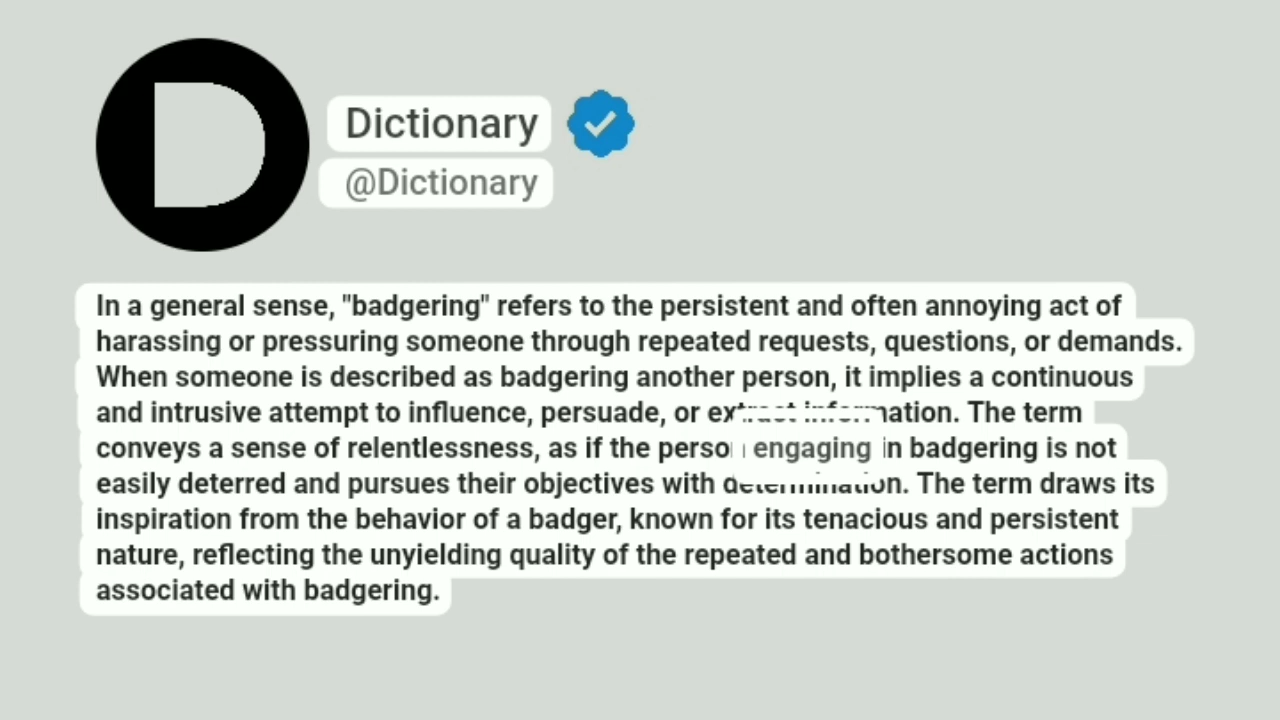 D
Dictionary
@Dictionary
In a general sense, "badgering" refers to the persistent and often annoying act of
harassing or pressuring someone through repeated requests, questions, or demands.
When someone is described as badgering another person, it implies a continuous
and intrusive attempt to influence, persuade, or extract information. The term
conveys a sense of relentlessness, as if the person engaging in badgering is not
easily deterred and pursues their objectives with determination. The term draws its
inspiration from the behavior of a badger, known for its tenacious and persistent
nature, reflecting the unyielding quality of the repeated and bothersome actions
associated with badgering.